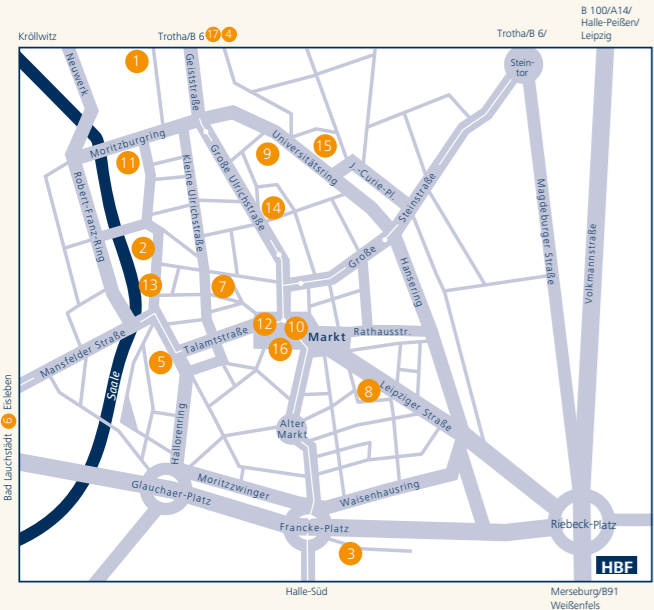 B 100/A14/
Halle-Peißen/
Leipzig
Kröllwitz
Trotha/B 6
17
4
Trotha/B 6/
Neuwerk
1
Geiststraße
Stein-
tor
Moritzburgring
11
9
Universitätsring
15
J.-Curie-Pl.
Große Ulrichstraße
Kleine Ulrichstraße
Robert-Franz-Ring
14
Große
Steinstraße
Magdeburger Straße
Volkmannstraße
2
13
7
Hansering
12
10
Markt
Rathausstr.
Mansfelder Straße
Talamtstraße
16
5
Saale
8
Leipziger Straße
Bad Lauchstädt
6
Eisleben
Hallorenring
Alter
Markt
Moritzzwinger
Glauchaer-Platz
Waisenhausring
Francke-Platz
Riebeck-Platz
3
HBF
Halle-Süd
Merseburg/B91
Weißenfels